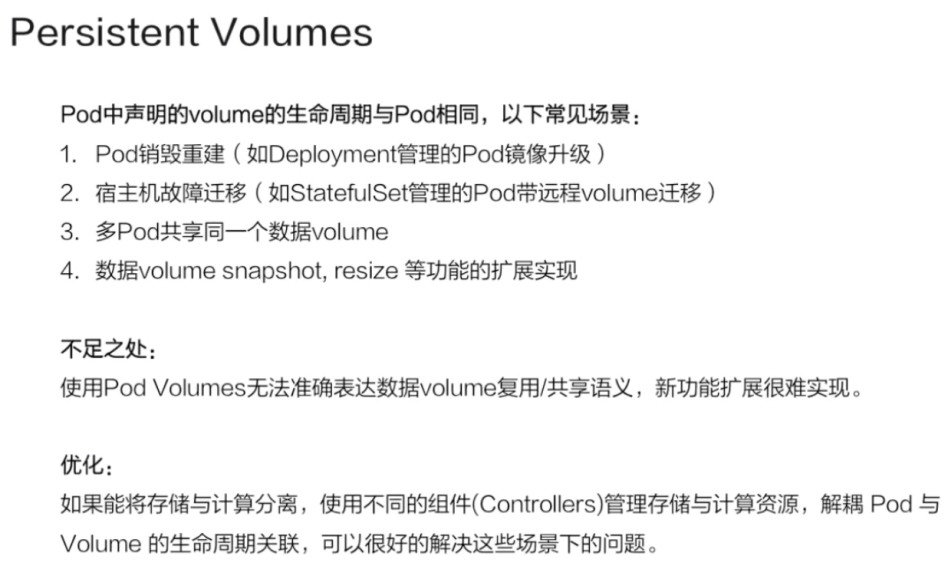 Persistent Volumes
Pod中声明的volume的生命周期与Pod相同，以下常见场景：
1. Pod销毁重建（如Deployment管理的Pod镜像升级）
2. 宿主机故障迁移（如StatefulSet管理的Pod带远程volume迁移）
3. 多Pod共享同一个数据volume
4. 数据volume snapshot, resize 等功能的扩展实现
不足之处：
使用Pod Volumes无法准确表达数据volume复用/共享语义，新功能扩展很难实现。
优化：
如果能将存储与计算分离，使用不同的组件(Controllers)管理存储与计算资源，解耦 Pod 与
Volume 的生命周期关联，可以很好的解决这些场景下的问题。